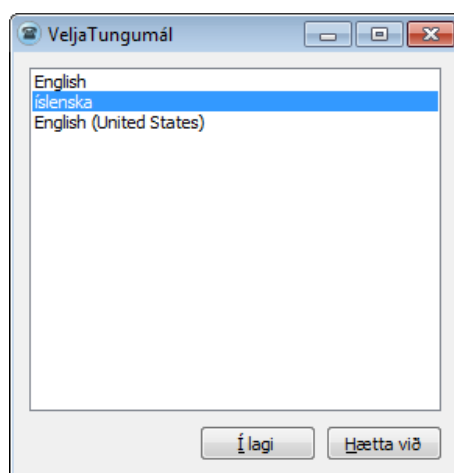 VeljaTungumál
English
íslenska
English (United States)
Í lagi
Hætta við